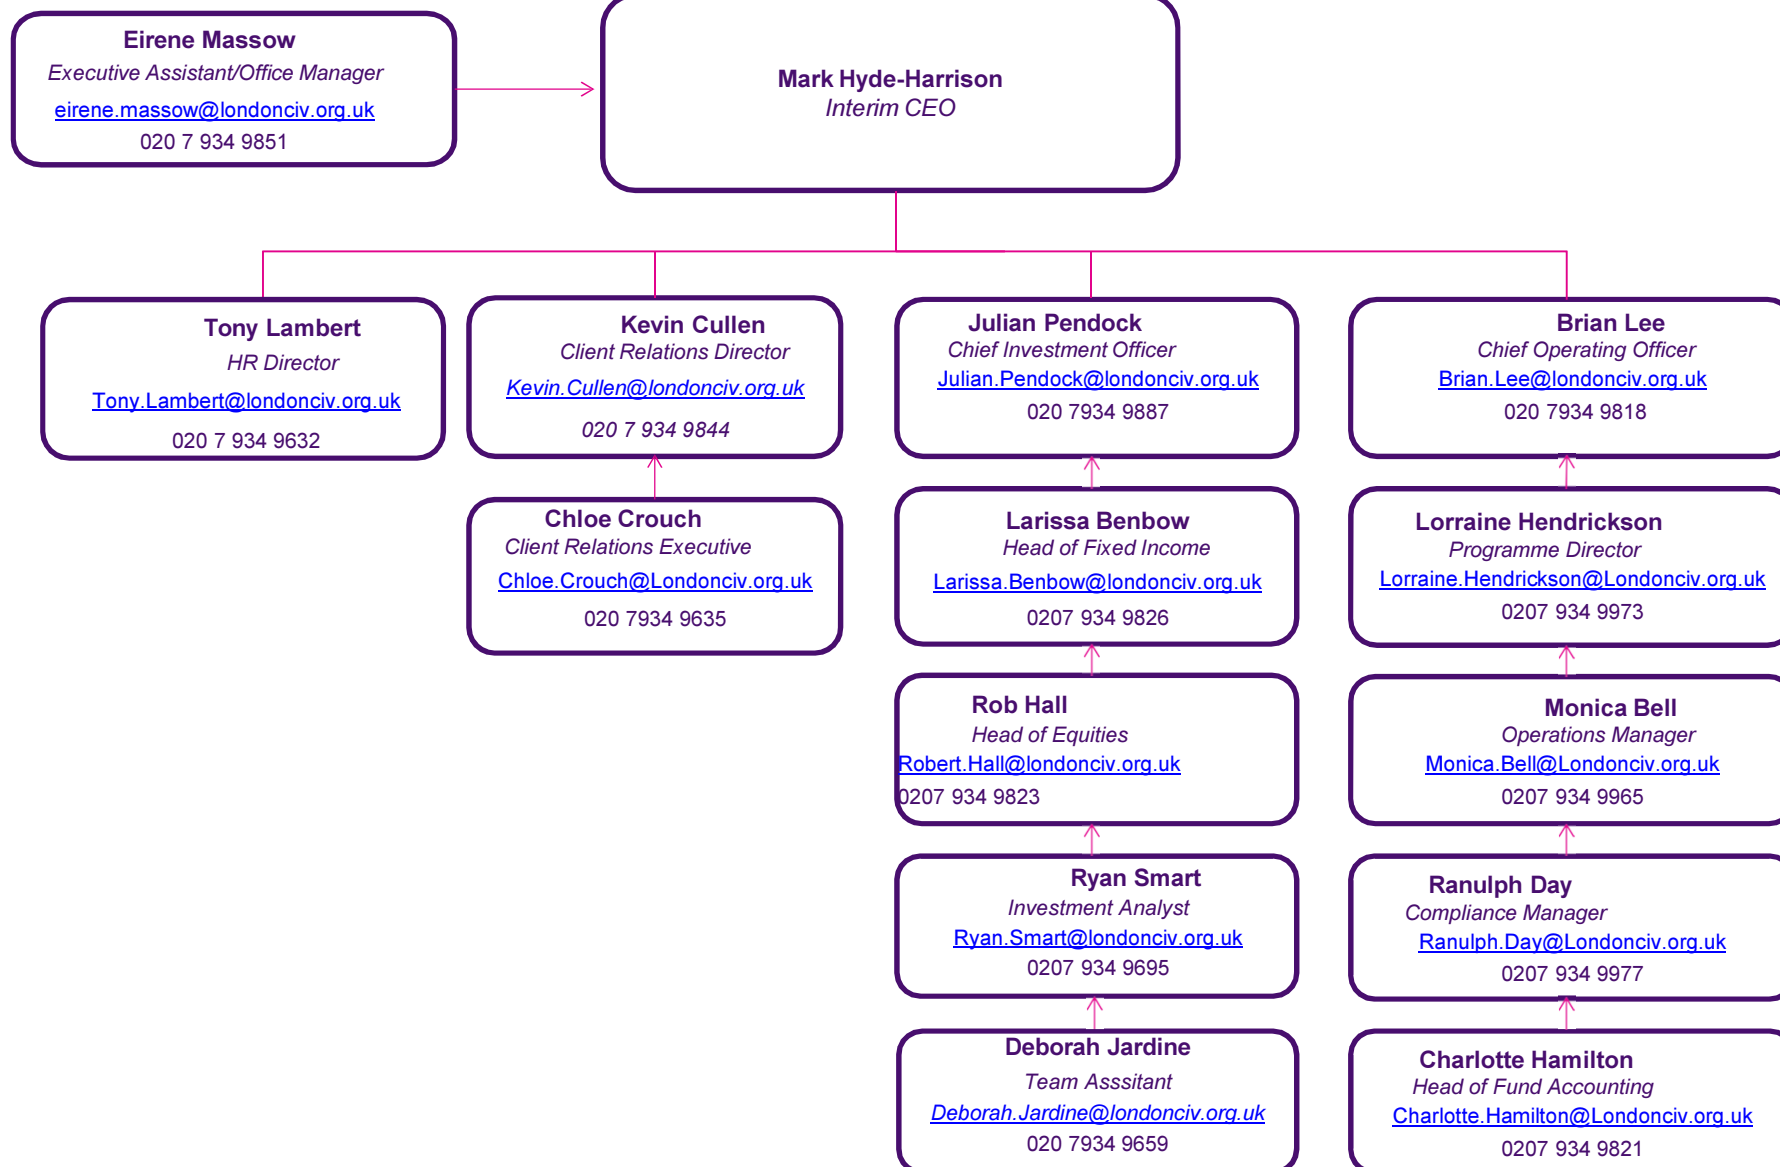 Eirene Massow
Executive Assistant/Office Manager
eirene.massow@londonciv.org.uk
020 7 934 9851
Mark Hyde-Harrison
Interim CEO
Tony Lambert
HR Director
Tony.Lambert@londonciv.org.uk
020 7 934 9632
Kevin Cullen
Client Relations Director
Kevin.Cullen@londonciv.org.uk
020 7 934 9844
Julian Pendock
Chief Investment Officer
Julian.Pendock@londonciv.org.uk
020 7934 9887
Brian Lee
Chief Operating Officer
Brian.Lee@londonciv.org.uk
020 7934 9818
Chloe Crouch
Client Relations Executive
Chloe.Crouch@Londonciv.org.uk
020 7934 9635
Larissa Benbow
Head of Fixed Income
Larissa.Benbow@londonciv.org.uk
0207 934 9826
Lorraine Hendrickson
Programme Director
Lorraine.Hendrickson@Londonciv.org.uk
0207 934 9973
Rob Hall
Head of Equities
Robert.Hall@londonciv.org.uk
0207 934 9823
Monica Bell
Operations Manager
Monica.Bell@Londonciv.org.uk
0207 934 9965
Ryan Smart
Investment Analyst
Ryan.Smart@londonciv.org.uk
0207 934 9695
Ranulph Day
Compliance Manager
Ranulph.Day@Londonciv.org.uk
0207 934 9977
Deborah Jardine
Team Asssitant
Deborah.Jardine@londonciv.org.uk
020 7934 9659
Charlotte Hamilton
Head of Fund Accounting
Charlotte.Hamilton@Londonciv.org.uk
0207 934 9821